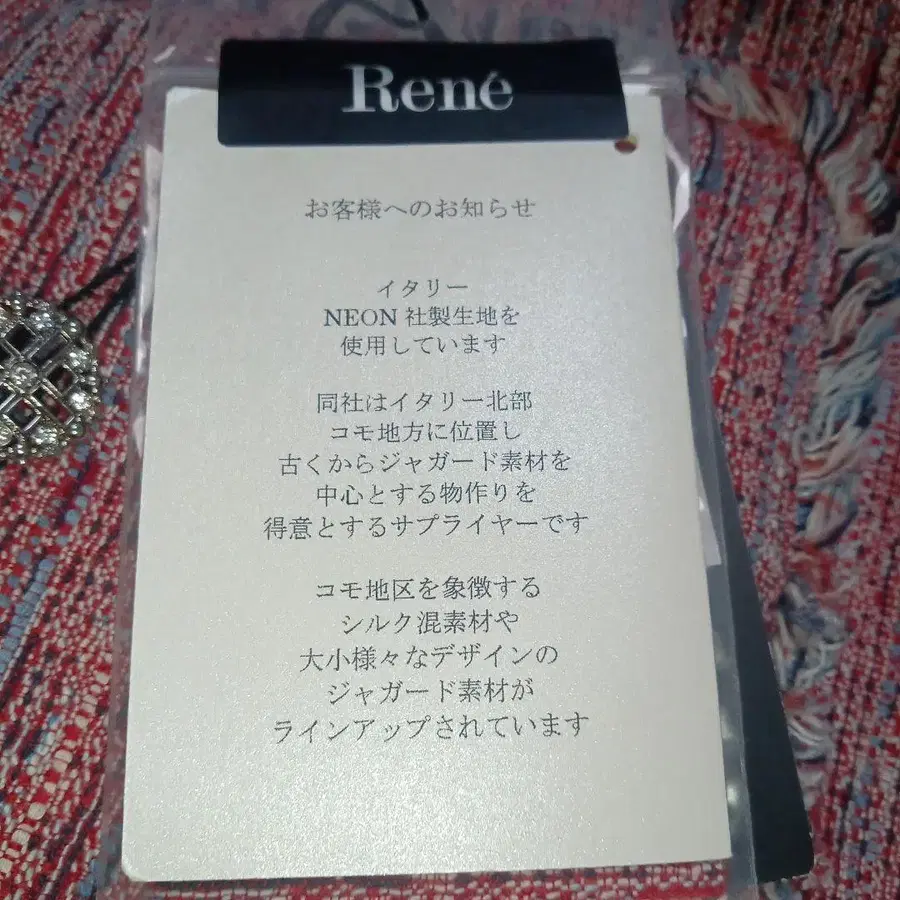 René
お客様へのお知らせ
イタリー
NEON 社製生地を
使用しています
同社はイタリー北部
コモ地方に位置し
古くからジャガード素材を
中心とする物作りを
得意とするサプライヤーです
コモ地区を象徴する
シルク混素材や
大小様々なデザインの
ジャガード素材が
ラインアップされています